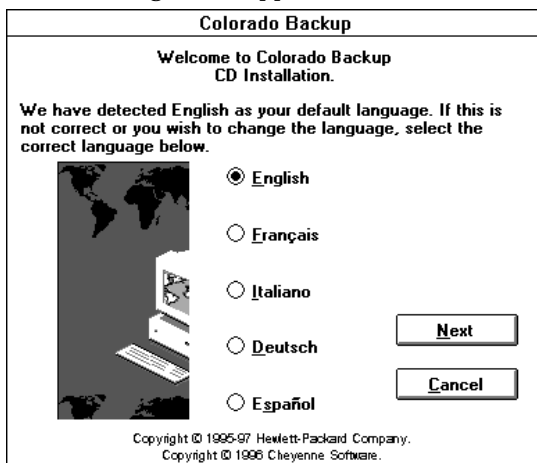 Colorado Backup
Welcome to Colorado Backup
CD Installation.
We have detected English as your default language. If this is
not correct or you wish to change the language, select the
correct language below.
English
Français
Italiano
Deutsch
Español
Next
Cancel
Copyright © 1995-97 Hewlett-Packard Company.
Copyright © 1996 Cheyenne Software.